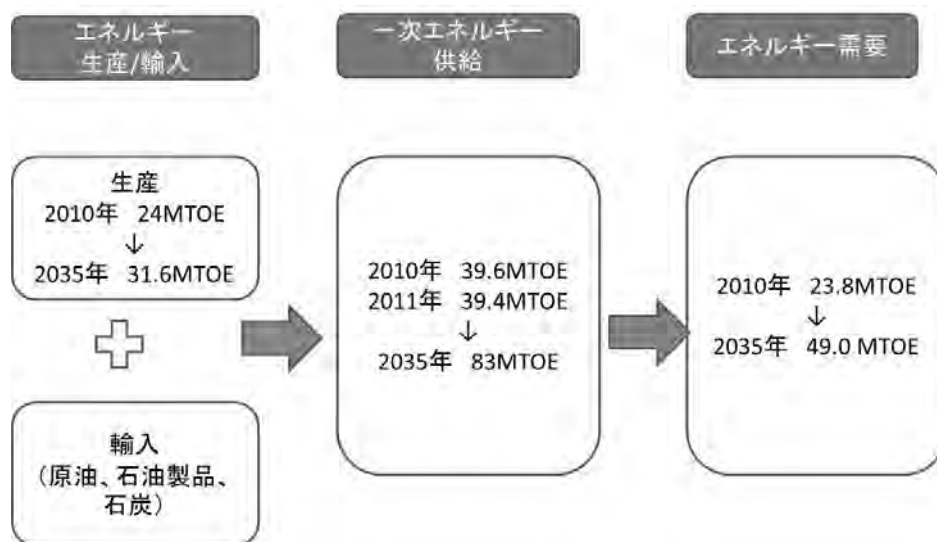 エネルギー
生産/輸入
一次エネルギー
供給
エネルギー需要
生産
2010年 24MTOE
↓
2035年 31.6MTOE
輸入
(原油、石油製品、
石炭)
2010年 39.6MTOE
2011年 39.4MTOE
↓
2035年 83MTOE
2010年 23.8MTOE
↓
2035年 49.0 MTOE